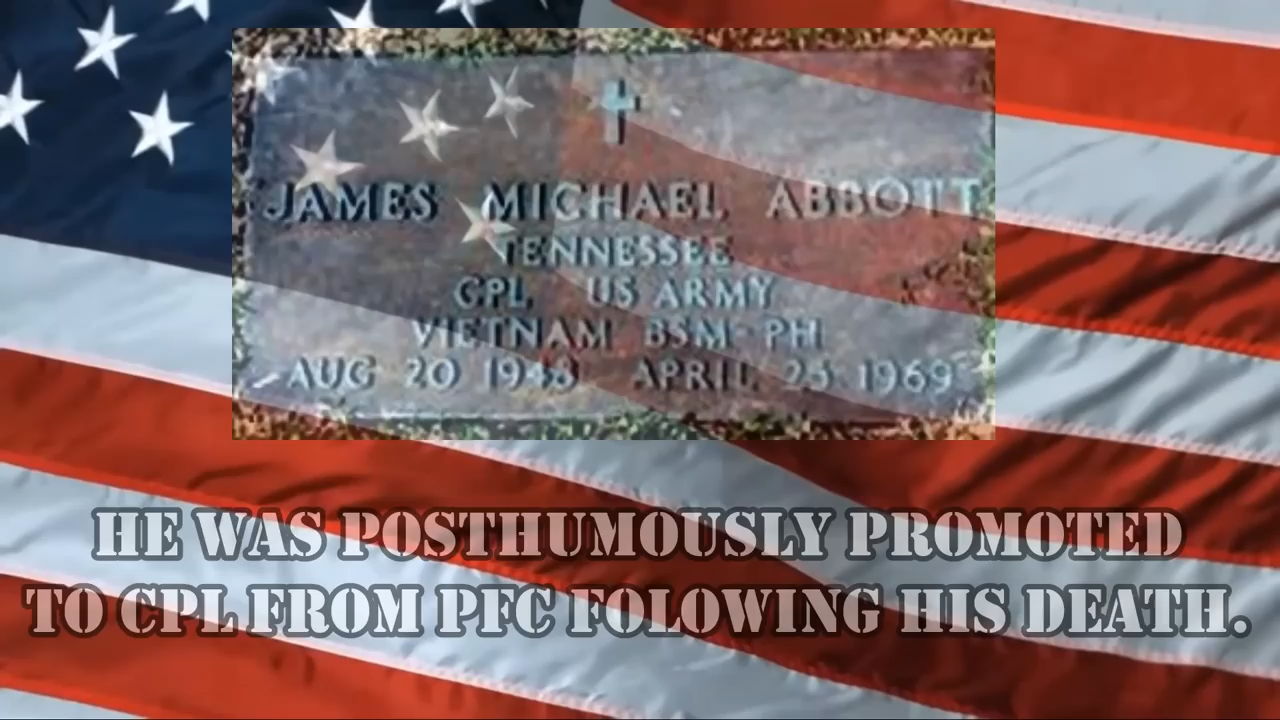 JAMES MICHAEL ABBOTT
TENNESSEE
CPL US ARMY
VIETNAM BSM PH
AUG 20 1948 APRIL 1969
HE WAS POSTHUMOUSLY PROMOTED
TO CPL FROM PFC FOLOWING HIS DEATH.